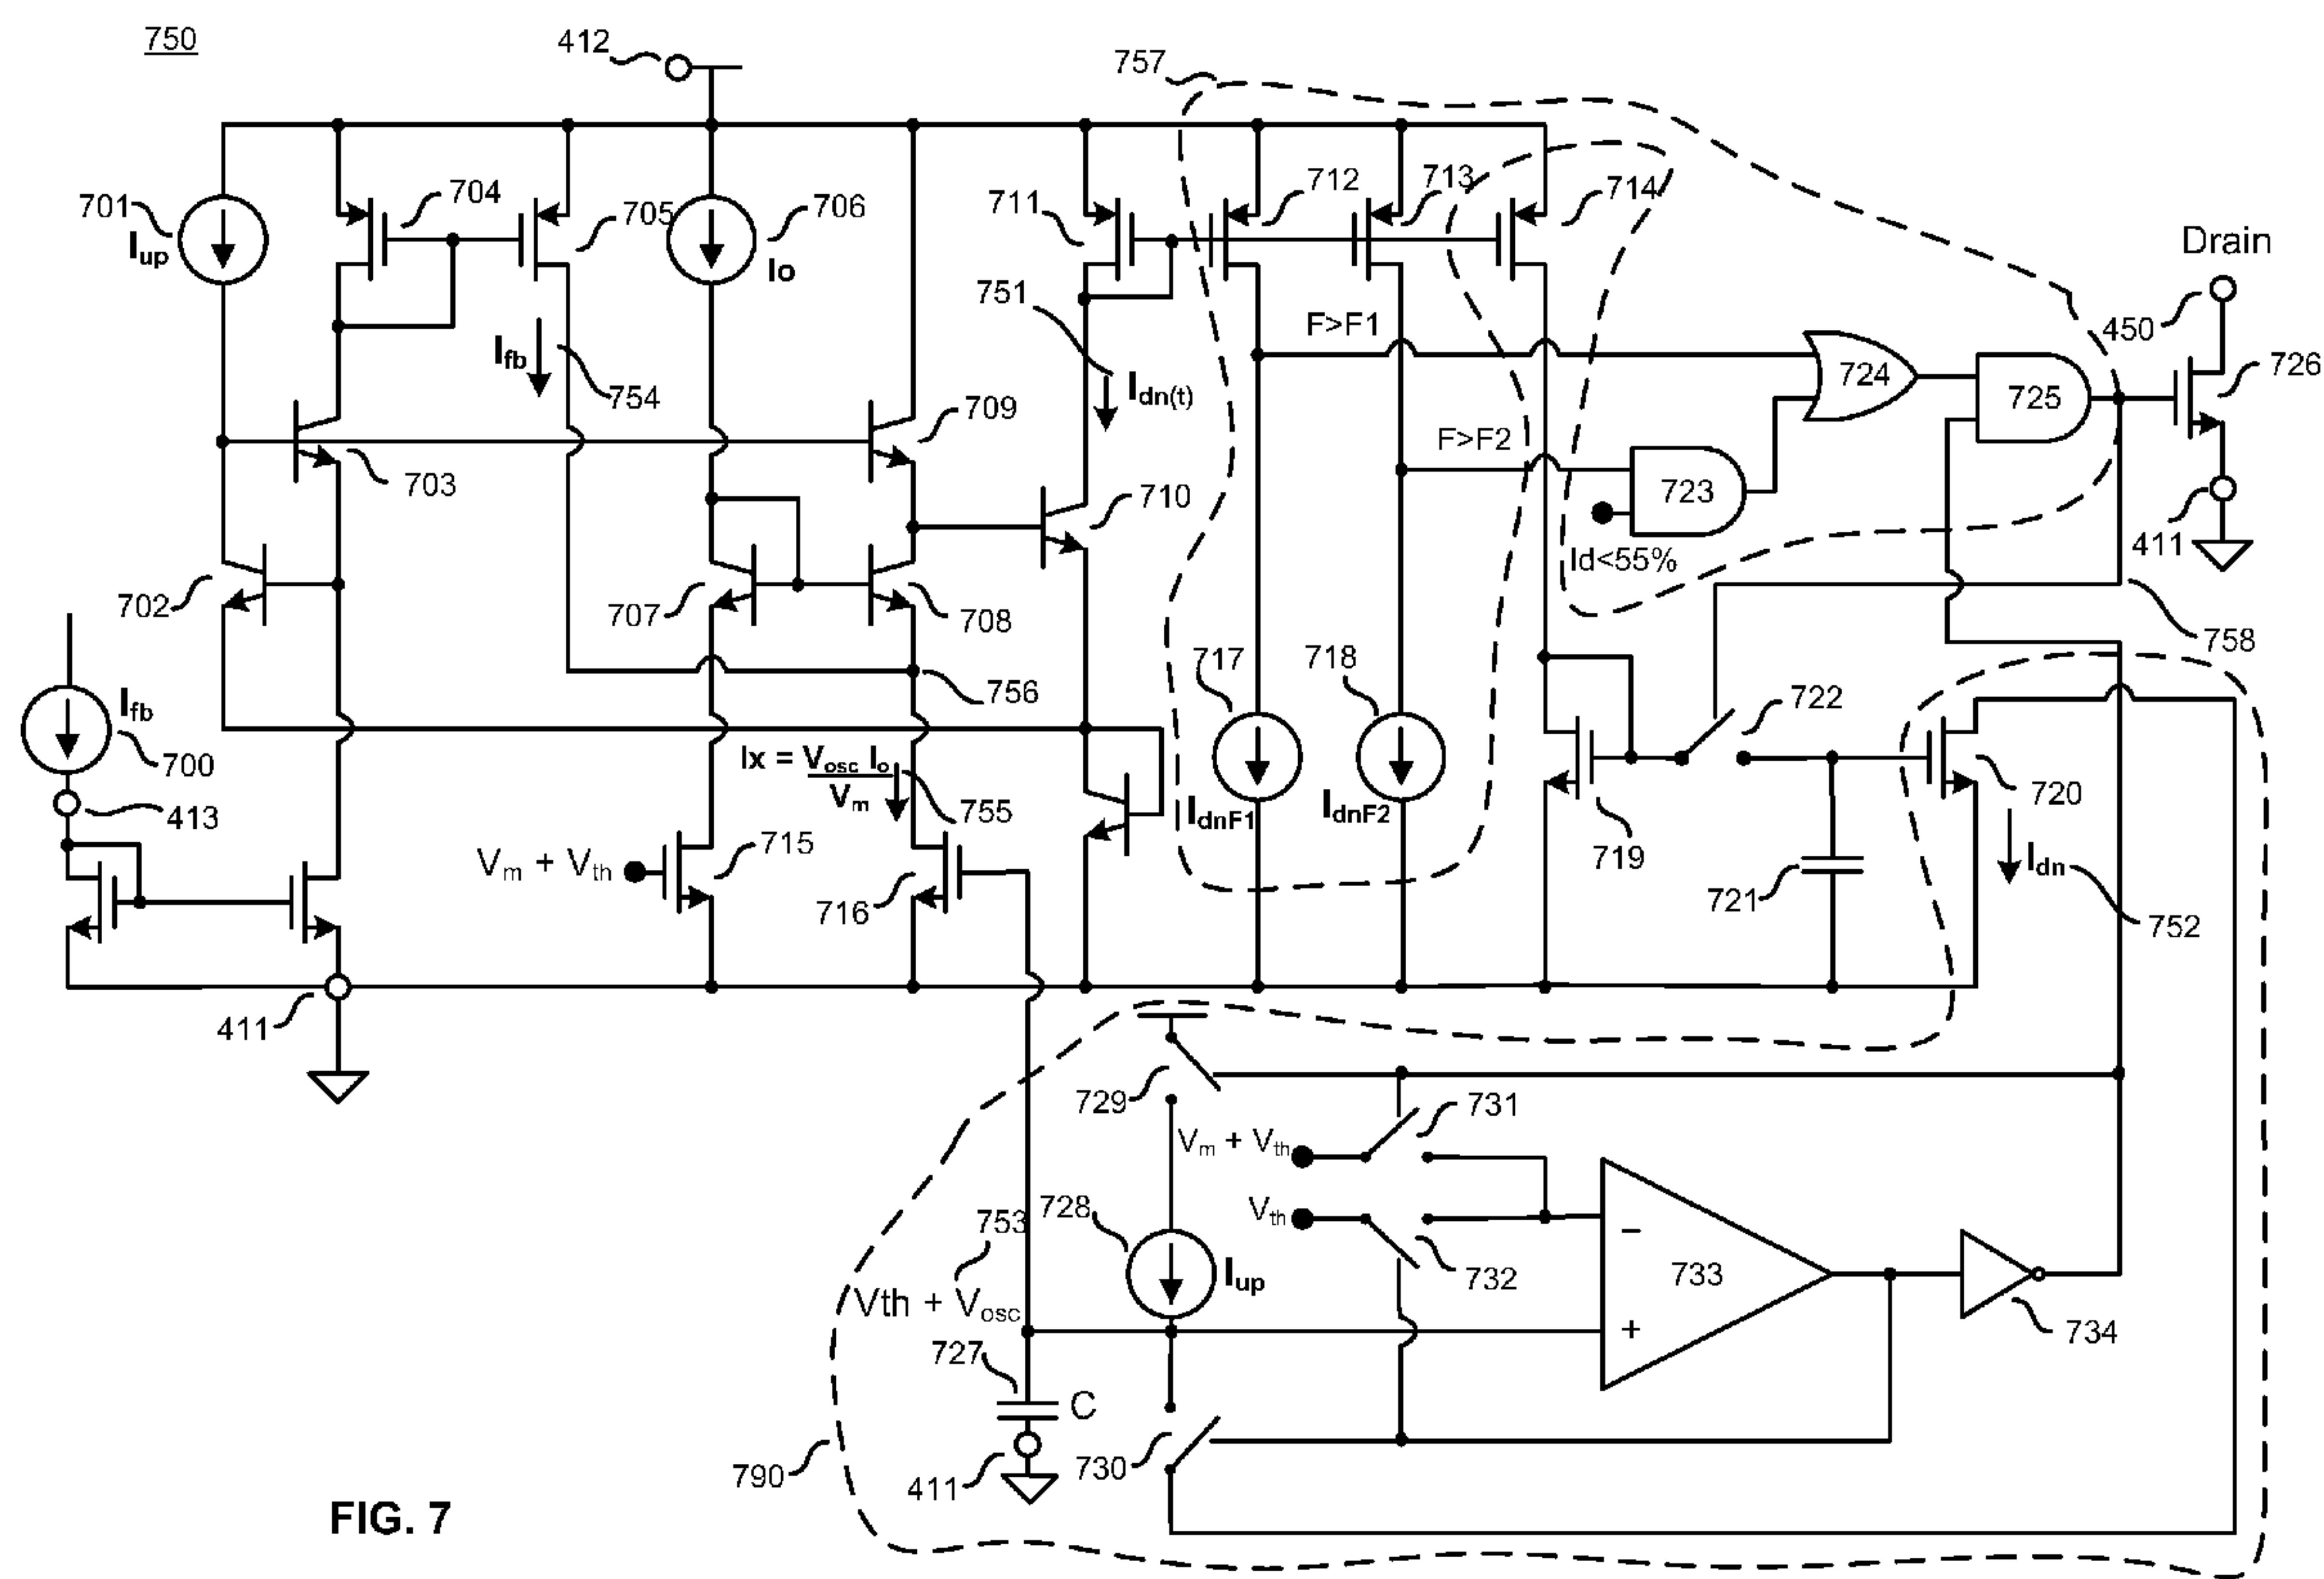 750
412
757
701
Iup
704
705
706
Io
711
712
713
714
Drain
450
726
751
Idn(t)
F>F1
Ifb
754
724
725
709
703
F>F2
710
723
Id<55%
411
702
707
708
758
756
717
718
722
Ifb
700
413
Ix = Vosc Io
Vm
755
IdnF1
IdnF2
719
720
Vm + Vth
715
716
721
Idn
752
411
729
731
Vm + Vth
Vth
728
753
Iup
732
733
Vth + Vosc
−
+
734
727
C
730
790
411
FIG. 7